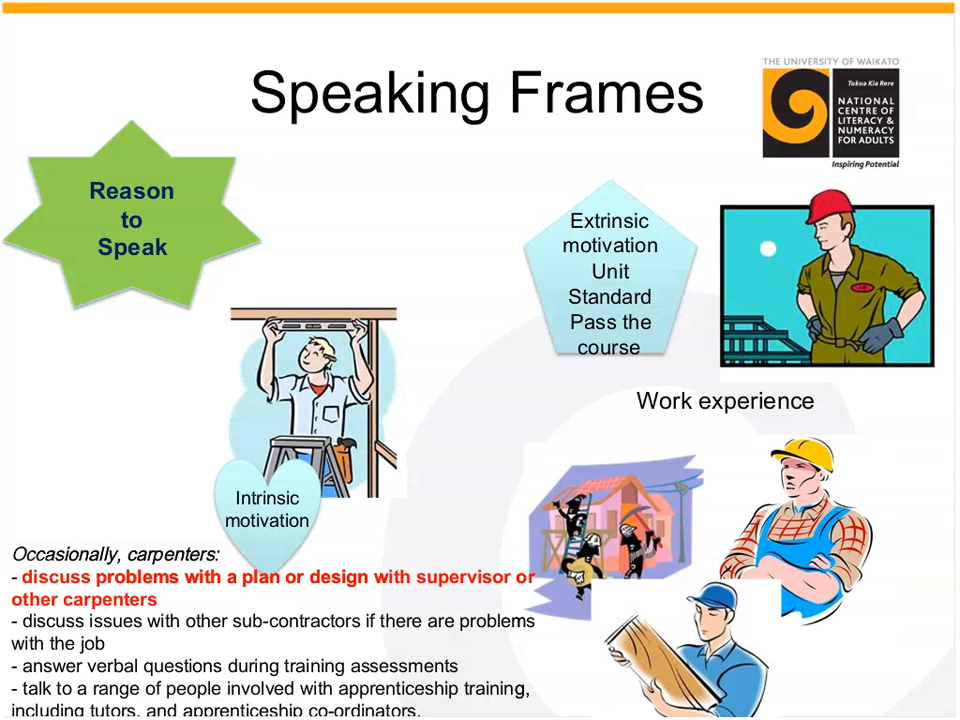 Speaking Frames
THE UNIVERSITY OF WAIKATO
Tukua Kia Rere
NATIONAL
CENTRE OF
LITERACY &
NUMERACY
FOR ADULTS
Inspiring Potential
Reason
to
Speak
Extrinsic
motivation
Unit
Standard
Pass the
course
Work experience
Intrinsic
motivation
Occasionally, carpenters:
- discuss problems with a plan or design with supervisor or
other carpenters
- discuss issues with other sub-contractors if there are problems
with the job
- answer verbal questions during training assessments
- talk to a range of people involved with apprenticeship training,
including tutors, and apprenticeship co-ordinators.